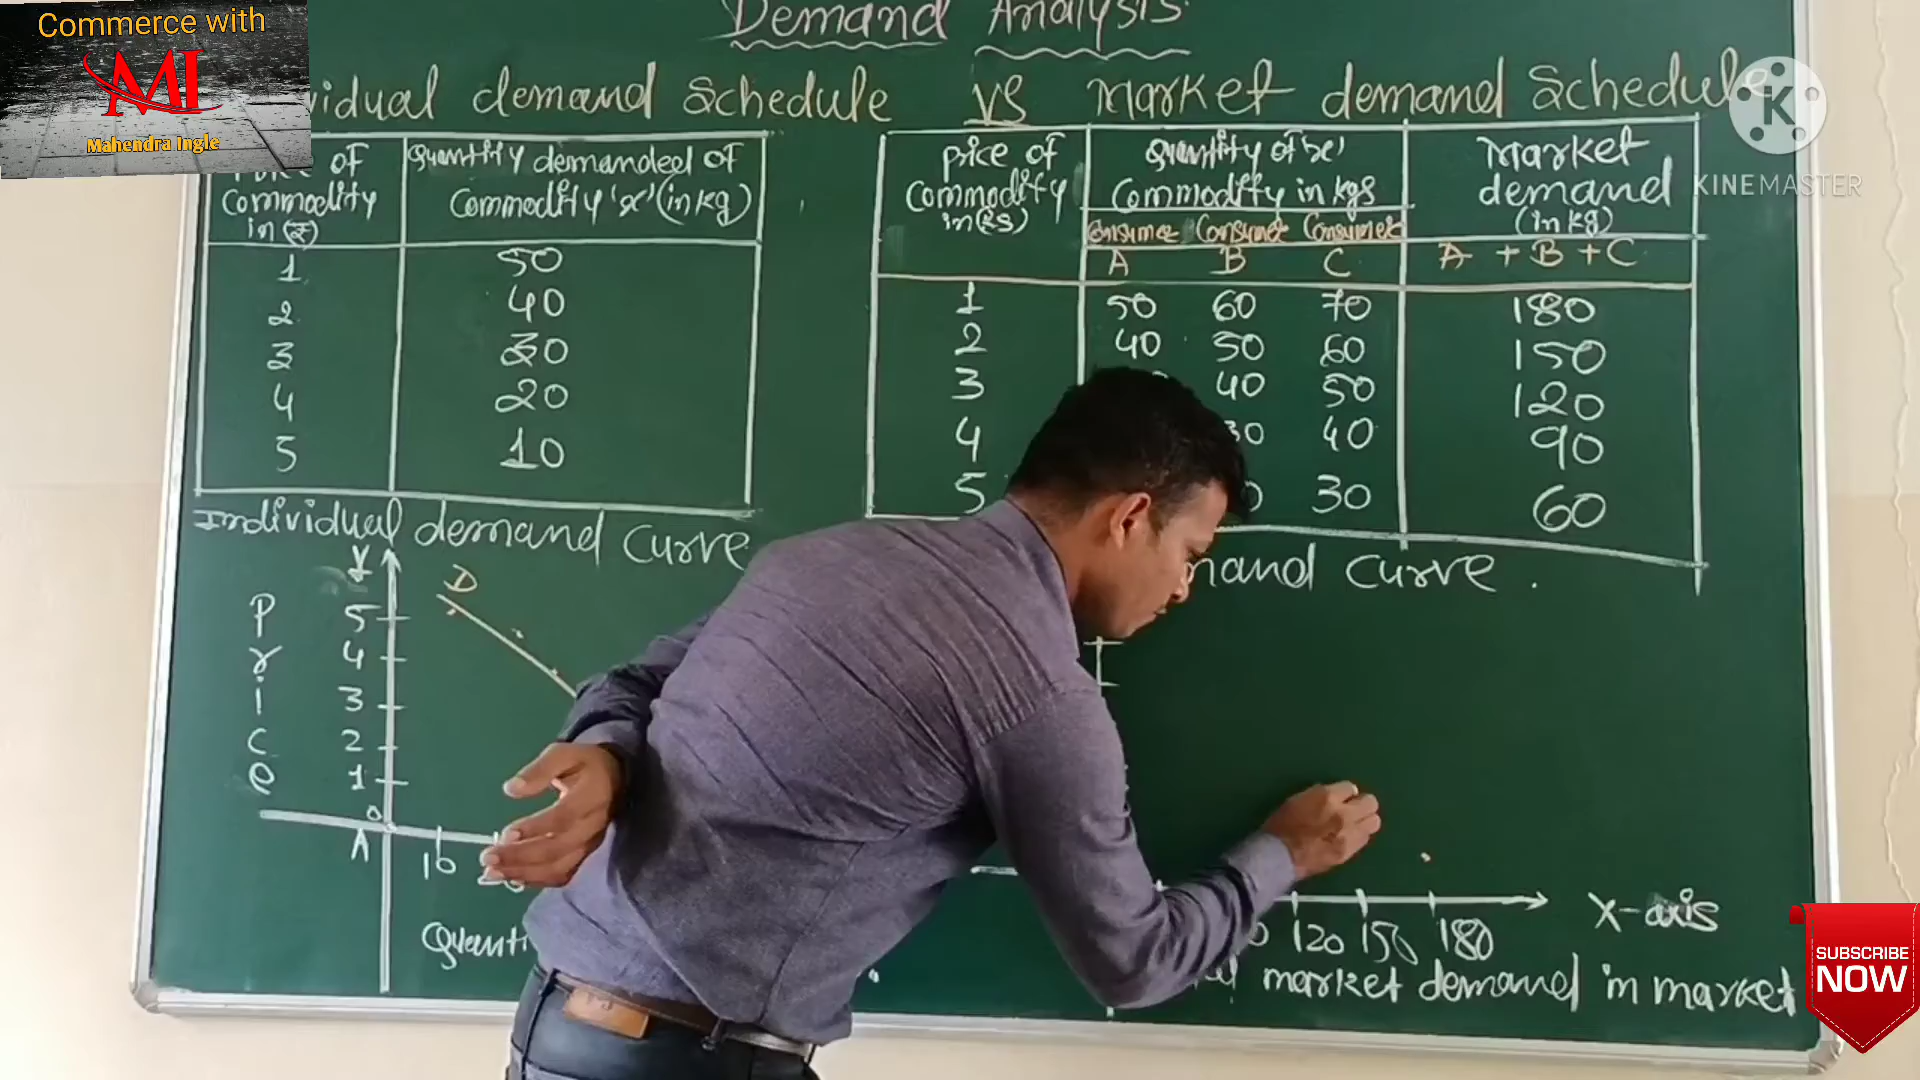 Commerce with
MI
Mahendra Ingle
Demand Analysis
vidual demand Schedule VS Market demand Schedule
K
KINEMASTER
of
Commodity
in (₹)
Quantity demanded of
Commodity 'x' (in kg)
1 50
2 40
3 30
4 20
5 10
Price of
Commodity
in (Rs)
Quantity of 'x'
Commodity in kgs
Consumer Consumer Consumer
A B C
Market
demand
(in kg)
A + B + C
1 50 60 70 180
2 40 50 60 150
3 40 50 120
4 30 40 90
5 30 60
Individual demand Curve
mand Curve .
Y
D
Price
5
4
3
2
1
0
A
10 20
Quanti
120 150 180
X-axis
market demand in market
SUBSCRIBE
NOW